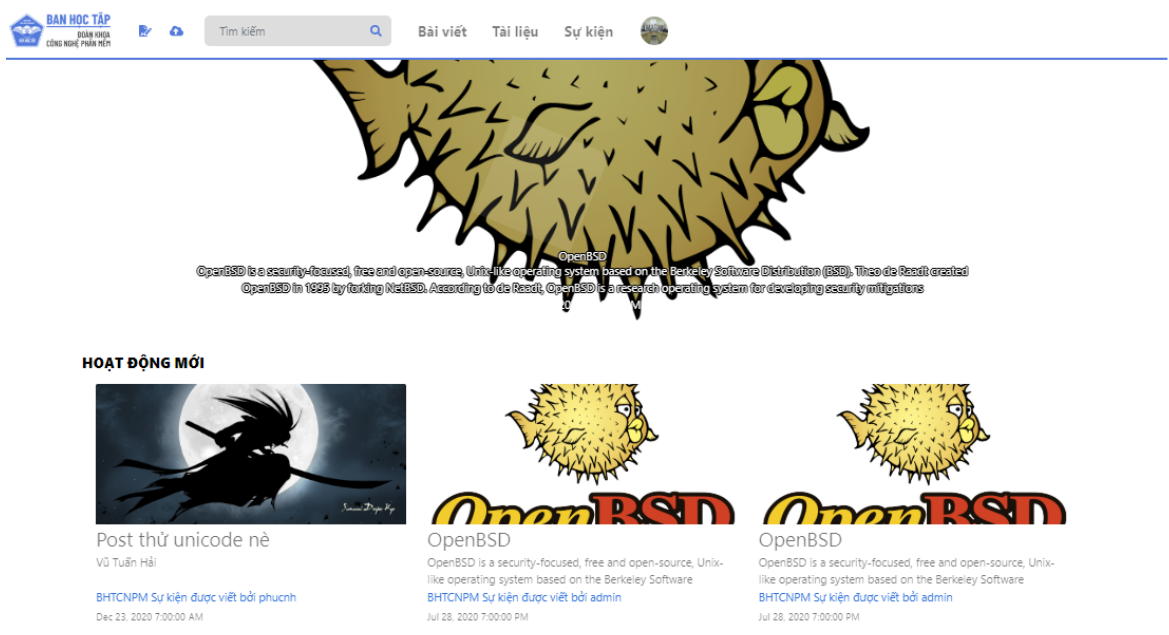 BAN HỌC TẬP
ĐOÀN KHOA
CÔNG NGHỆ PHẦN MỀM
Tìm kiếm
Bài viết Tài liệu Sự kiện
OpenBSD
OpenBSD is a security-focused, free and open-source, Unix-like operating system based on the Berkeley Software Distribution (BSD). Theo de Raadt created
OpenBSD in 1995 by forking NetBSD. According to de Raadt, OpenBSD is a research operating system for developing security mitigations
HOẠT ĐỘNG MỚI
OpenBSD
OpenBSD
Post thử unicode nè
Vũ Tuấn Hải
BHTCNPM Sự kiện được viết bởi phucnh
Dec 23, 2020 7:00:00 AM
OpenBSD
OpenBSD is a security-focused, free and open-source, Unix-
like operating system based on the Berkeley Software
BHTCNPM Sự kiện được viết bởi admin
Jul 28, 2020 7:00:00 PM
OpenBSD
OpenBSD is a security-focused, free and open-source, Unix-
like operating system based on the Berkeley Software
BHTCNPM Sự kiện được viết bởi admin
Jul 28, 2020 7:00:00 PM